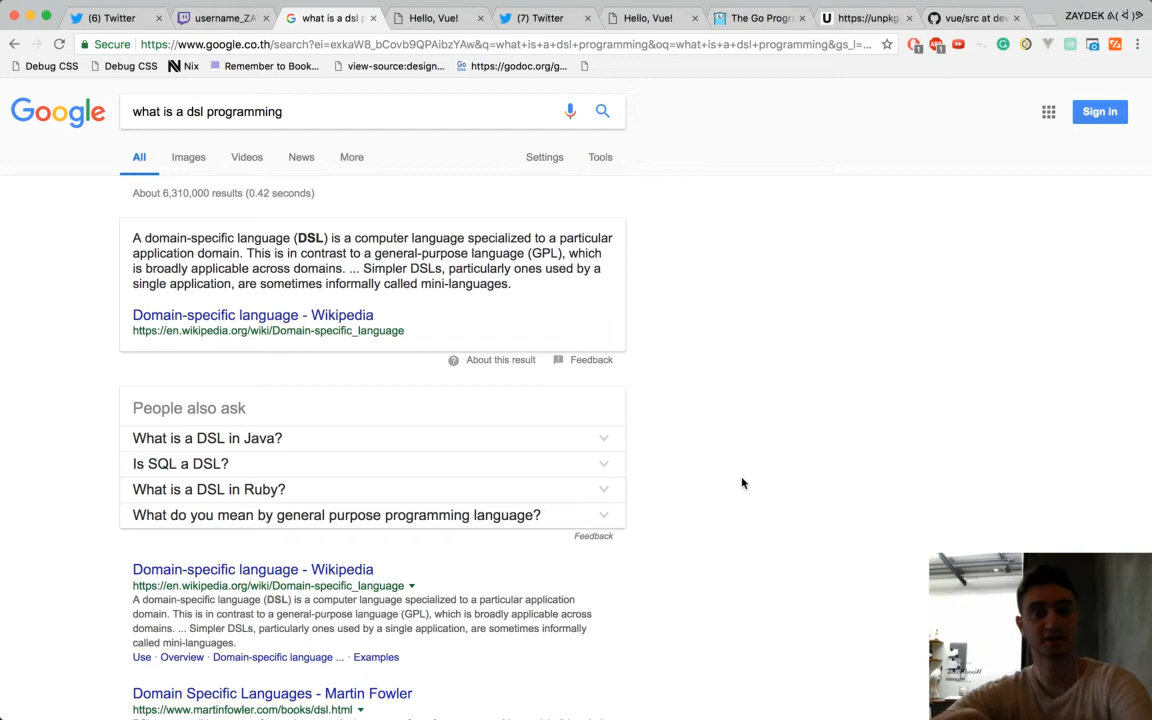 (6) Twitter
username_ZA
what is a dsl p
Hello, Vue!
(7) Twitter
Hello, Vue!
The Go Progra
https://unpkg
vue/src at dev
ZAYDEK
Secure
https://www.google.co.th/search?ei=exkaW8_bCovb9QPAibzYAw&q=what+is+a+dsl+programming&oq=what+is+a+dsl+programming&gs_l=...
Debug CSS
Debug CSS
Nix
Remember to Book...
view-source:design...
https://godoc.org/g...
Google
what is a dsl programming
Sign in
All Images Videos News More Settings Tools
About 6,310,000 results (0.42 seconds)
A domain-specific language (DSL) is a computer language specialized to a particular
application domain. This is in contrast to a general-purpose language (GPL), which
is broadly applicable across domains. ... Simpler DSLs, particularly ones used by a
single application, are sometimes informally called mini-languages.
Domain-specific language - Wikipedia
https://en.wikipedia.org/wiki/Domain-specific_language
About this result Feedback
People also ask
What is a DSL in Java?
Is SQL a DSL?
What is a DSL in Ruby?
What do you mean by general purpose programming language?
Feedback
Domain-specific language - Wikipedia
https://en.wikipedia.org/wiki/Domain-specific_language
A domain-specific language (DSL) is a computer language specialized to a particular application
domain. This is in contrast to a general-purpose language (GPL), which is broadly applicable across
domains. ... Simpler DSLs, particularly ones used by a single application, are sometimes informally
called mini-languages.
Use · Overview · Domain-specific language ... · Examples
Domain Specific Languages - Martin Fowler
https://www.martinfowler.com/books/dsl.html